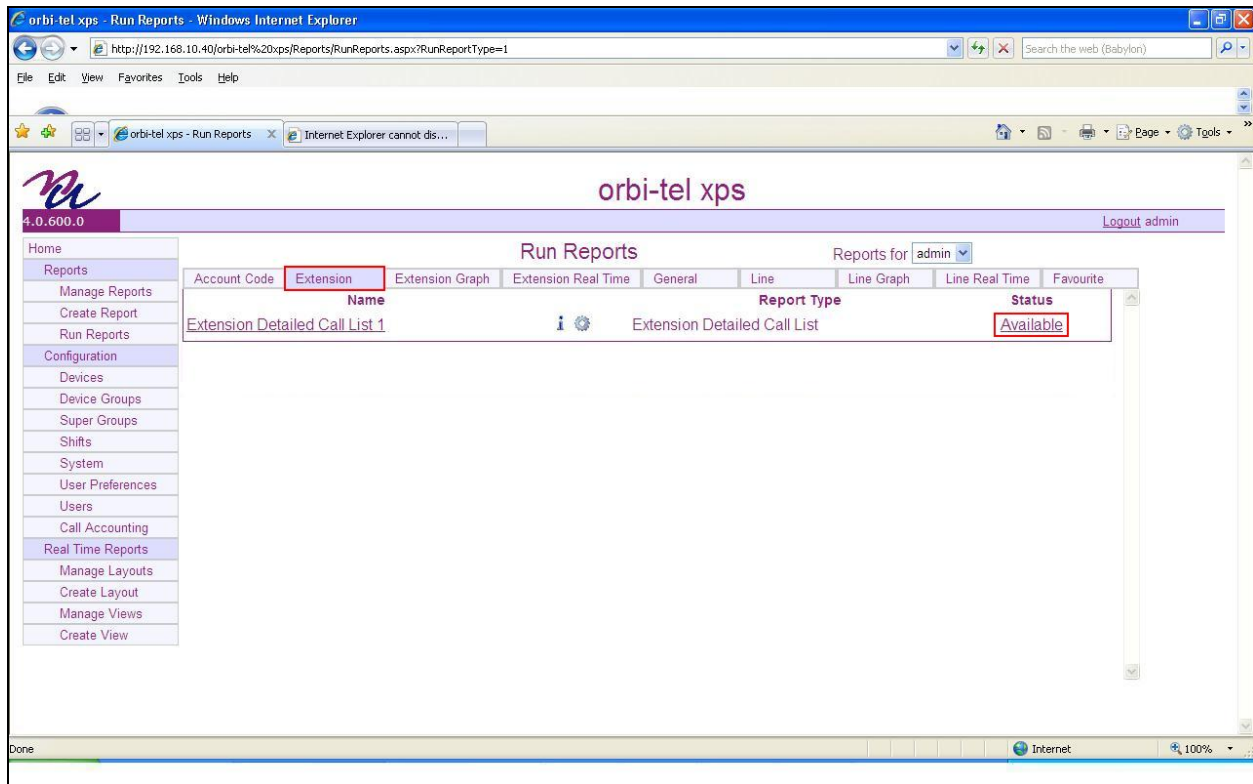 orbi-tel xps - Run Reports - Windows Internet Explorer
http://192.168.10.40/orbi-tel%20xps/Reports/RunReports.aspx?RunReportType=1
Search the web (Babylon)
File Edit View Favorites Tools Help
orbi-tel xps - Run Reports
Internet Explorer cannot dis...
Page Tools
orbi-tel xps
4.0.600.0
Logout admin
Home
Reports
Manage Reports
Create Report
Run Reports
Configuration
Devices
Device Groups
Super Groups
Shifts
System
User Preferences
Users
Call Accounting
Real Time Reports
Manage Layouts
Create Layout
Manage Views
Create View
Run Reports
Reports for admin
Account Code Extension Extension Graph Extension Real Time General Line Line Graph Line Real Time Favourite
Name Report Type Status
Extension Detailed Call List 1 i Extension Detailed Call List Available
Done
Internet
100%